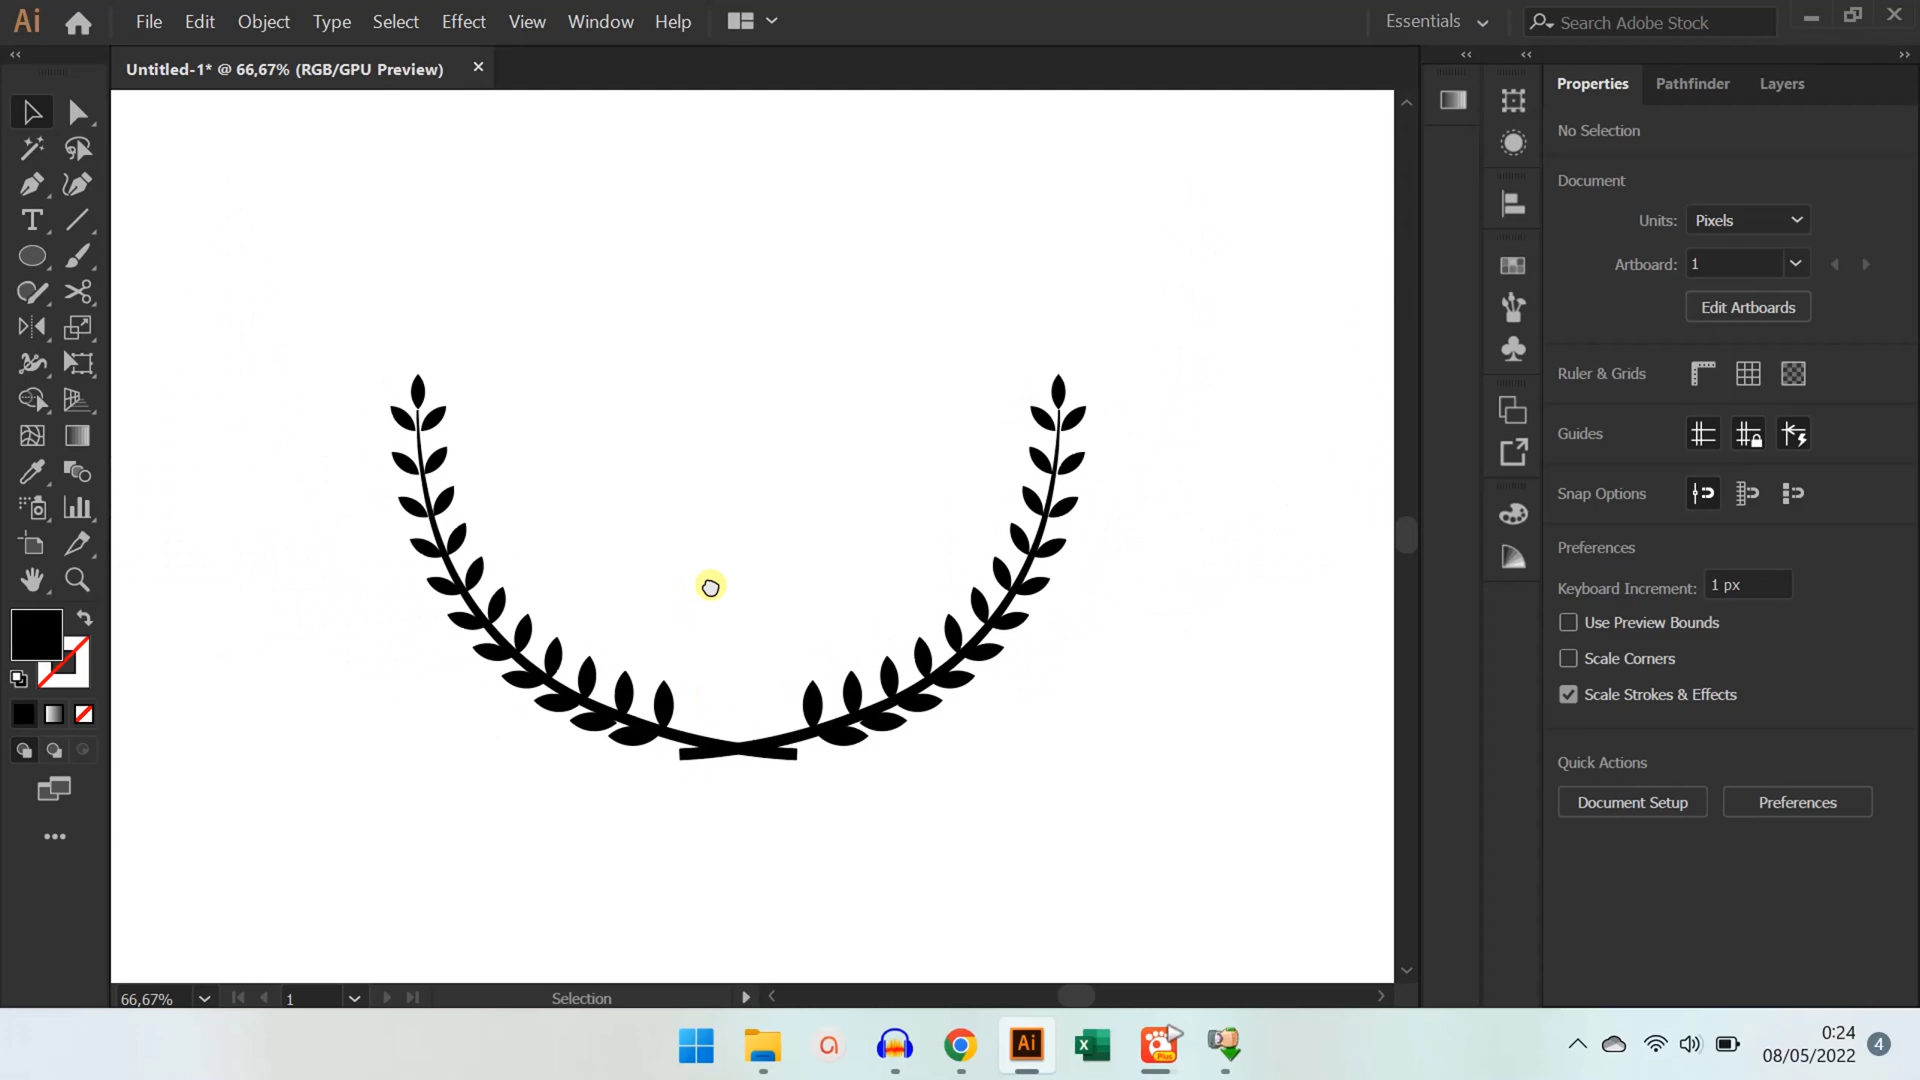 Ai File Edit Object Type Select Effect View Window Help Essentials Search Adobe Stock
Untitled-1* @ 66,67% (RGB/GPU Preview)
Properties Pathfinder Layers
No Selection
Document
Units: Pixels
Artboard: 1
Edit Artboards
Ruler & Grids
Guides
Snap Options
Preferences
Keyboard Increment: 1 px
Use Preview Bounds
Scale Corners
Scale Strokes & Effects
Quick Actions
Document Setup Preferences
66,67% 1 Selection
Ai
Plus
0:24
08/05/2022 4